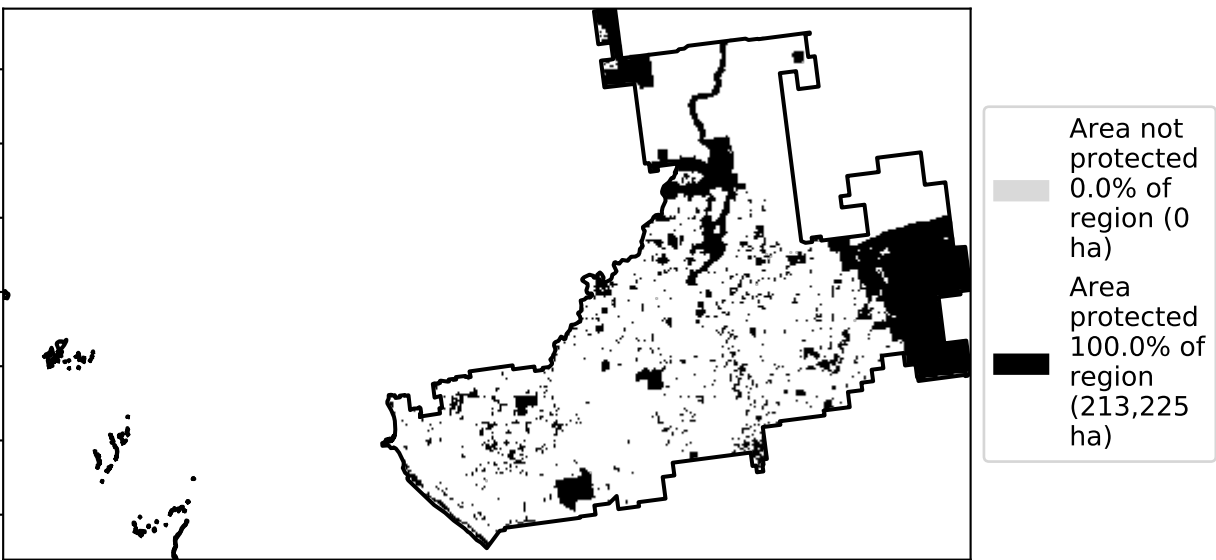 Area not
protected
0.0% of
region (0
ha)
Area
protected
100.0% of
region
(213,225
ha)